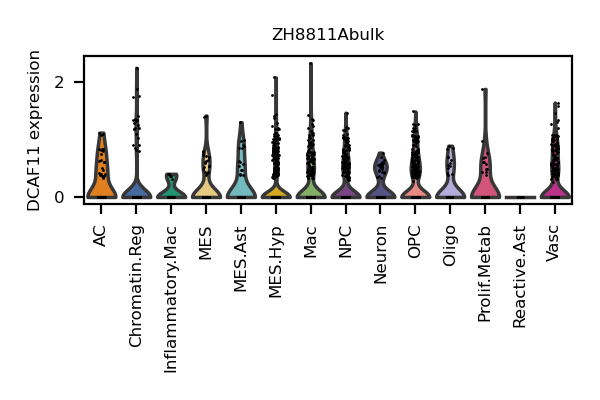 ZH8811Abulk
DCAF11 expression
2
0
AC
Chromatin.Reg
Inflammatory.Mac
MES
MES.Ast
MES.Hyp
Mac
NPC
Neuron
OPC
Oligo
Prolif.Metab
Reactive.Ast
Vasc